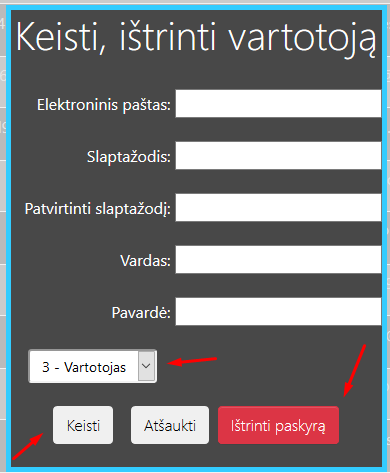 Keisti, ištrinti vartotoją
Elektroninis paštas:
Slaptažodis:
Patvirtinti slaptažodį:
Vardas:
Pavardė:
3 - Vartotojas
Keisti Atšaukti Ištrinti paskyrą